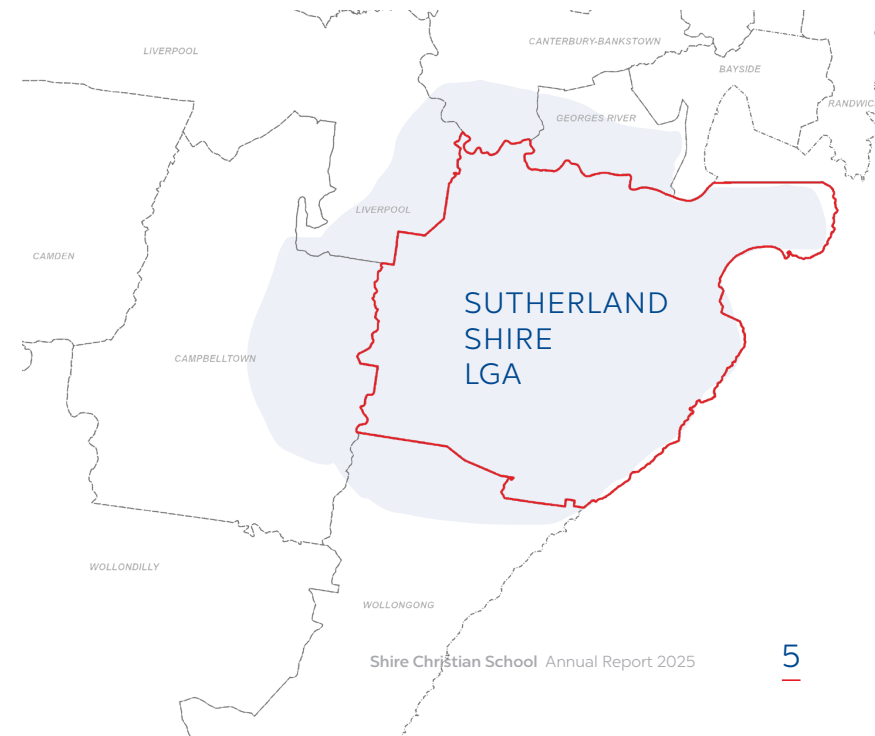 CANTERBURY-BANKSTOWN
LIVERPOOL
BAYSIDE
RANDWIC
GEORGES RIVER
LIVERPOOL
CAMDEN
SUTHERLAND
SHIRE
LGA
CAMPBELLTOWN
WOLLONDILLY
WOLLONGONG
Shire Christian School Annual Report 2025
5